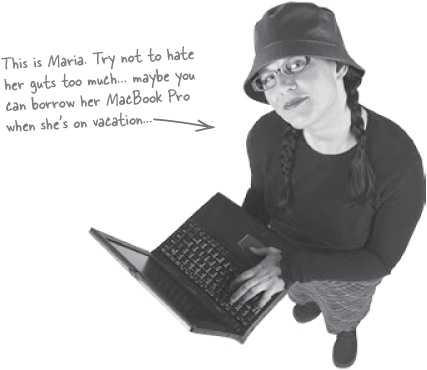 This is Maria. Try not to hate
her guts too much... maybe you
can borrow her MacBook Pro
when she's on vacation...